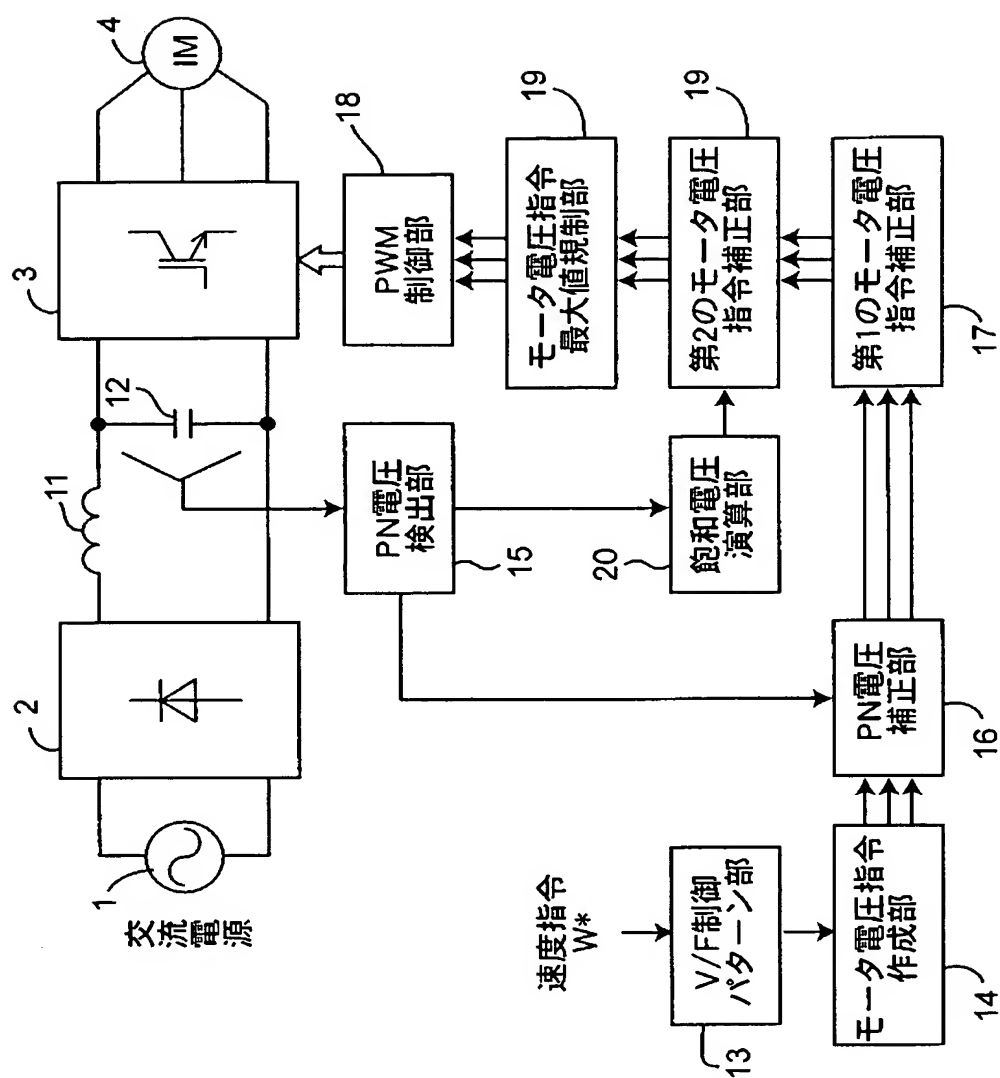 2
3
11
1
12
4
IM
交流電源
18
PN電圧
検出部
PWM
制御部
15
速度指令
W*
19
モータ電圧指令
最大値規制部
20
19
V/F制御
パターン部
飽和電圧
演算部
第2のモータ電圧
指令補正部
13
モータ電圧指令
作成部
PN電圧
補正部
第1のモータ電圧
指令補正部
14
16
17